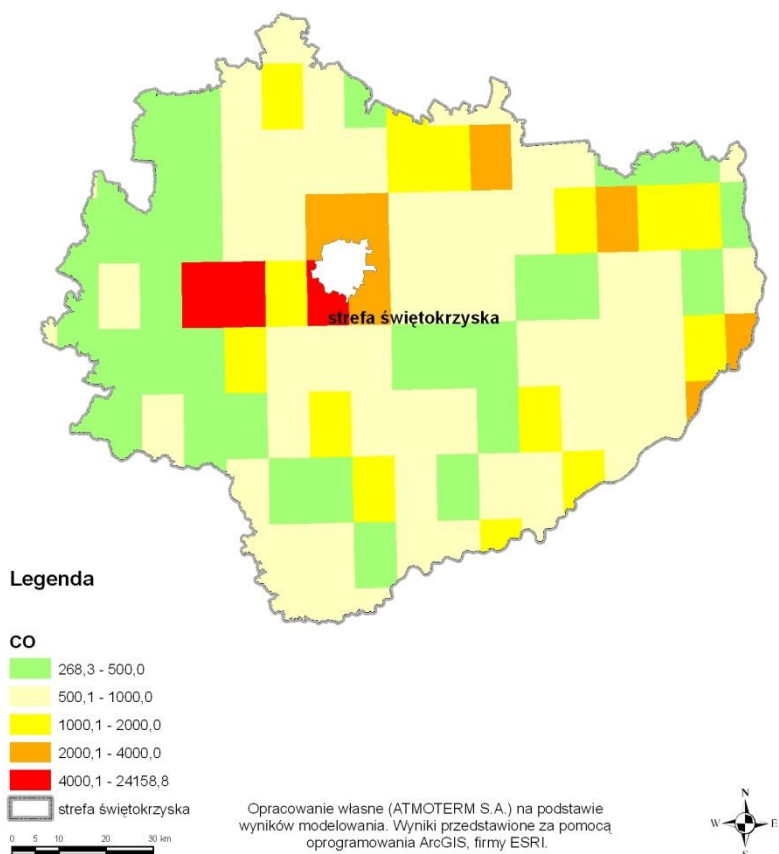 strefa świętokrzyska
Legenda
CO
268,3 - 500,0
500,1 - 1000,0
1000,1 - 2000,0
2000,1 - 4000,0
4000,1 - 24158,8
strefa świętokrzyska
0 5 10 20 30 km
Opracowanie własne (ATMOTERM S.A.) na podstawie
wyników modelowania. Wyniki przedstawione za pomocą
oprogramowania ArcGIS, firmy ESRI.
N
W E
S